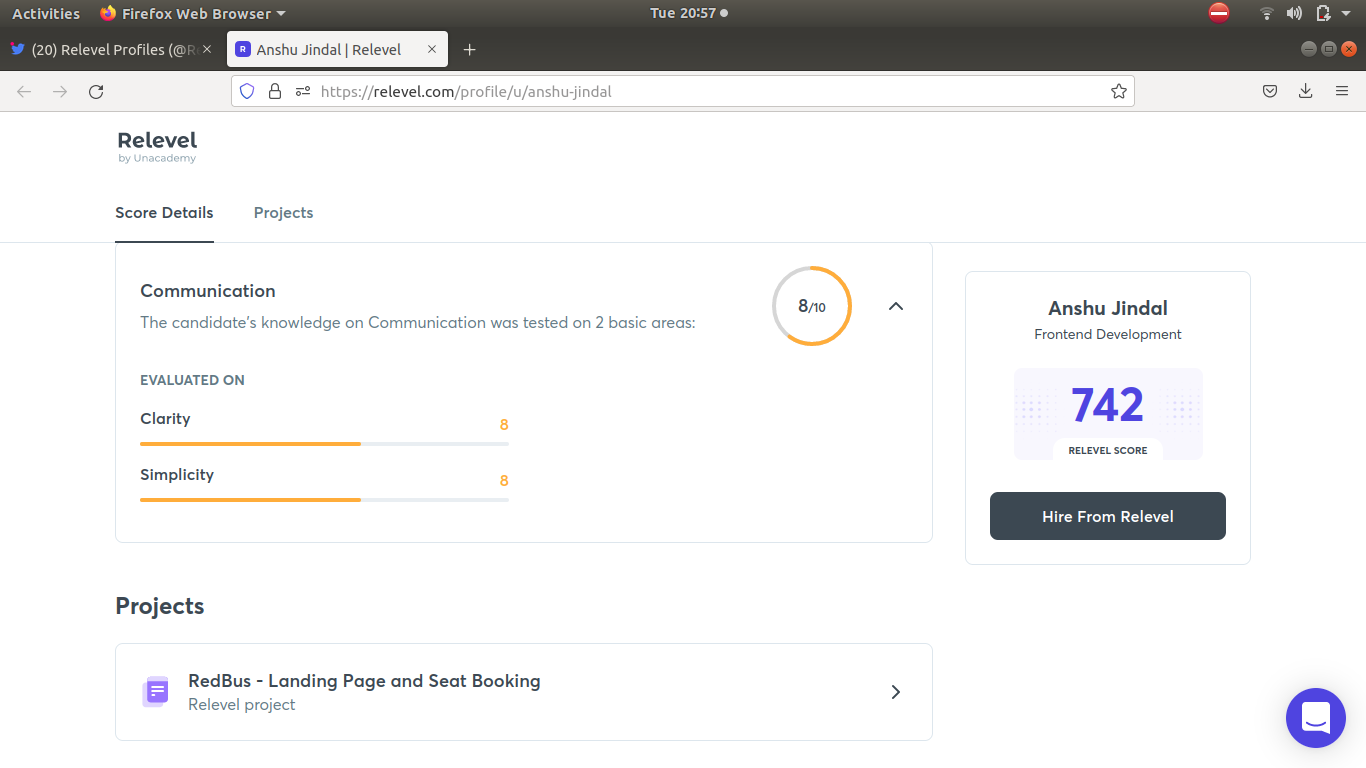 Activities
Firefox Web Browser
Tue 20:57
(20) Relevel Profiles (@R
Anshu Jindal | Relevel
https://relevel.com/profile/u/anshu-jindal
Relevel
by Unacademy
Score Details
Projects
Communication
The candidate's knowledge on Communication was tested on 2 basic areas:
8/10
EVALUATED ON
Clarity
8
Simplicity
8
Anshu Jindal
Frontend Development
742
RELEVEL SCORE
Hire From Relevel
Projects
RedBus - Landing Page and Seat Booking
Relevel project